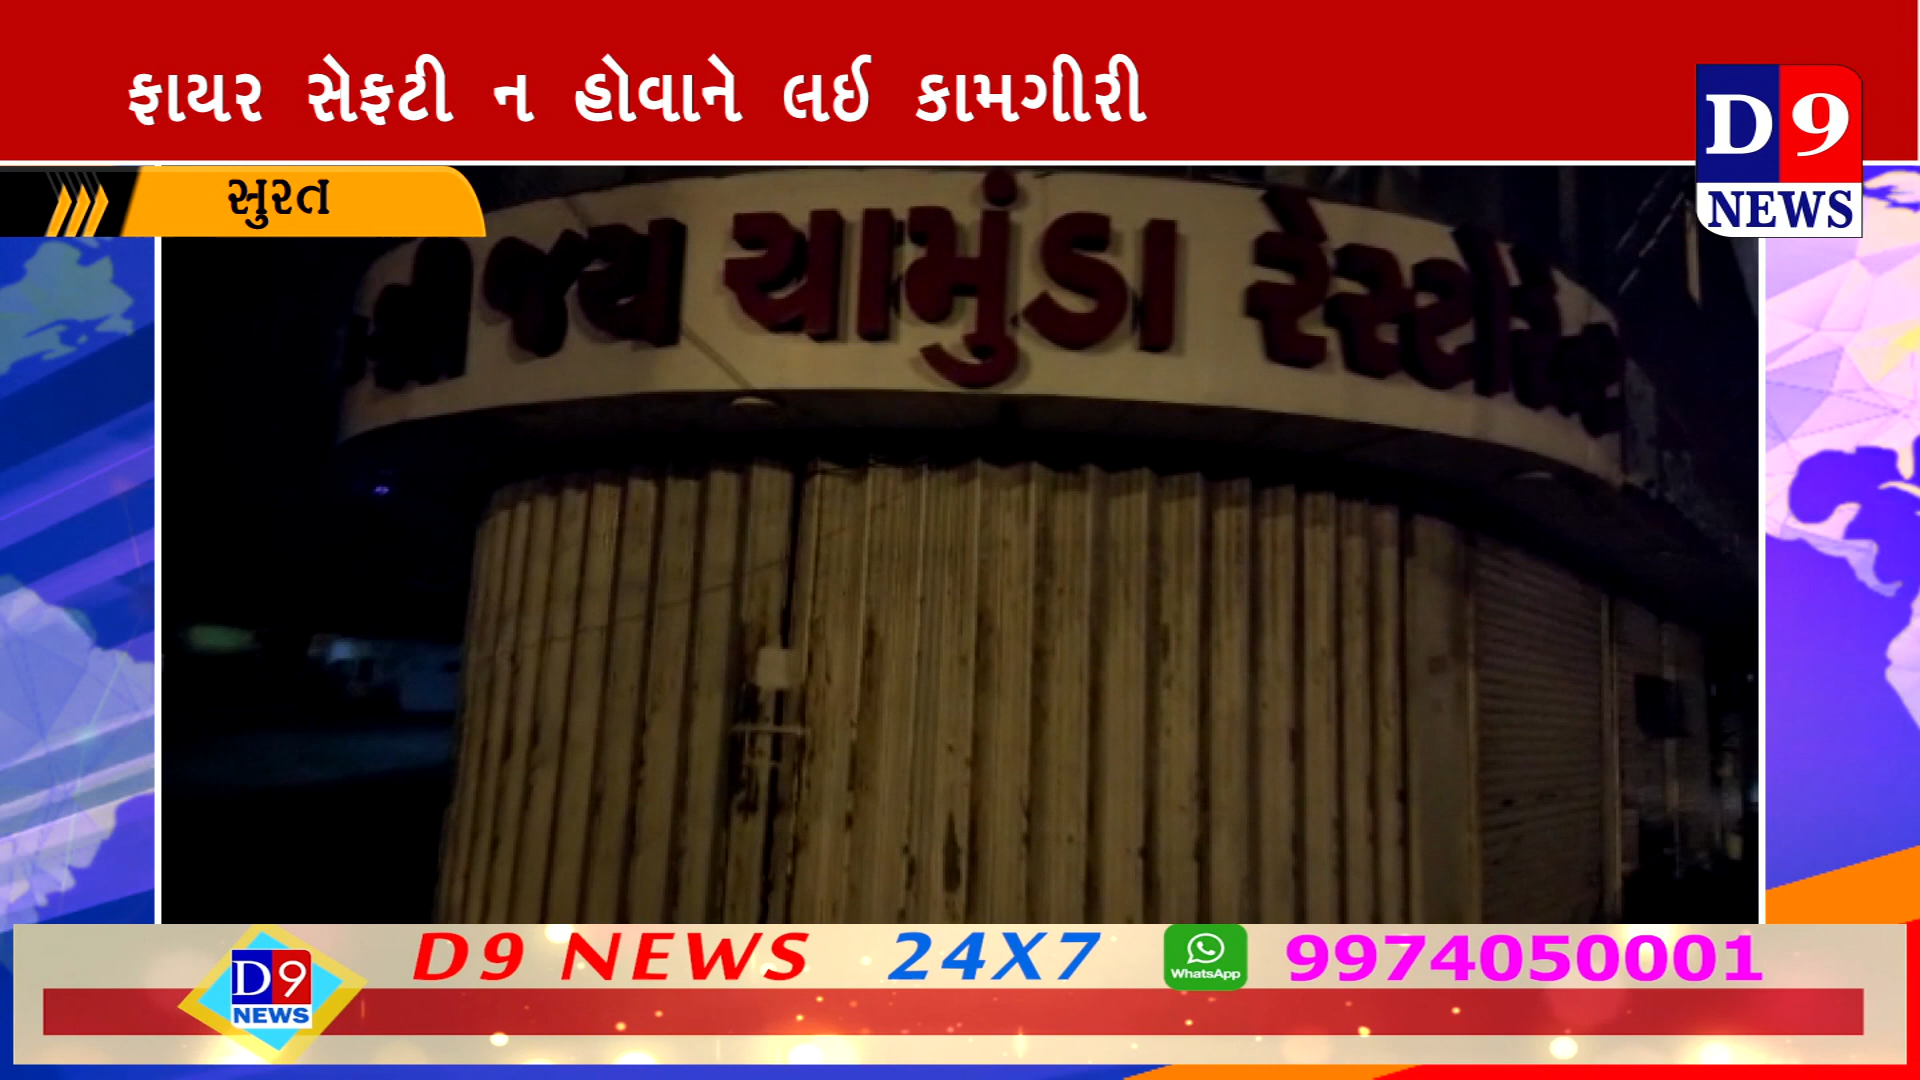 ફાયર સેફટી ન હોવાને લઈ કામગીરી
D9
NEWS
સુરત
શ્રી જય ચામુંડા રેસ્ટોરન્ટ
D9 NEWS 24X7 WhatsApp 9974050001
D9
NEWS